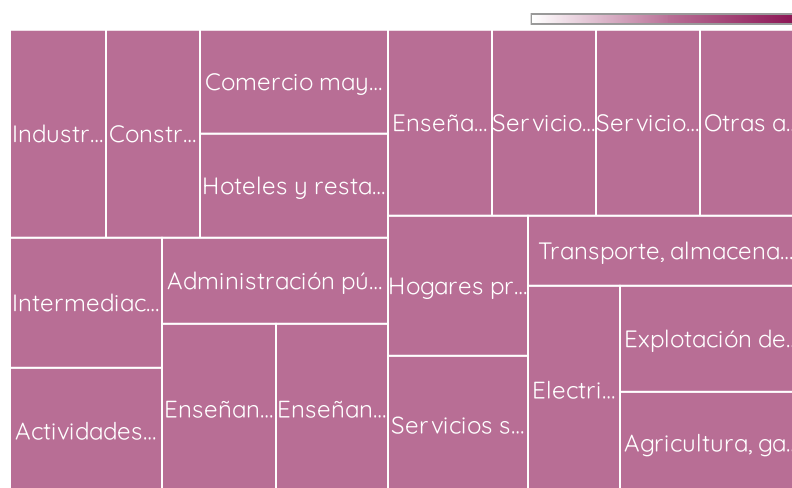 Industr...
Constr...
Comercio may...
Hoteles y resta...
Enseña...
Servicio...
Servicio...
Otras a..
Intermediac...
Actividades...
Administración pú...
Enseñan...
Enseñan...
Hogares pr...
Servicios s...
Transporte, almacena...
Electri...
Explotación de..
Agricultura, ga..